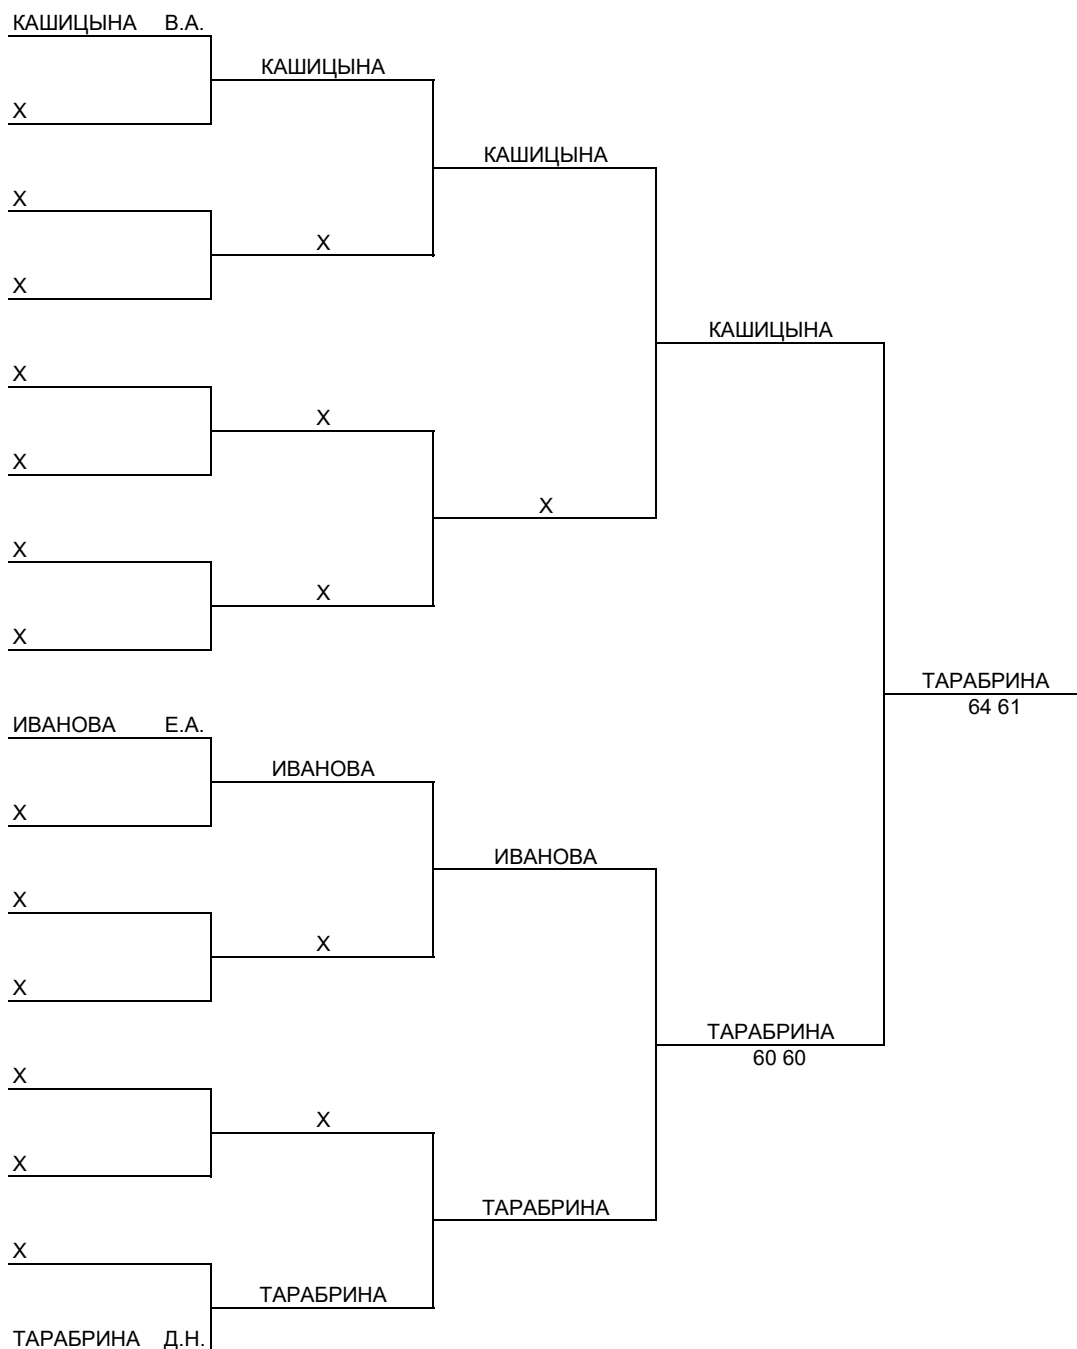 КАШИЦЫНА В.А.
КАШИЦЫНА
Х
КАШИЦЫНА
Х
Х
Х
КАШИЦЫНА
Х
Х
Х
Х
Х
Х
Х
ТАРАБРИНА
64 61
ИВАНОВА Е.А.
ИВАНОВА
Х
ИВАНОВА
Х
Х
Х
ТАРАБРИНА
60 60
Х
Х
Х
ТАРАБРИНА
Х
ТАРАБРИНА
ТАРАБРИНА Д.Н.